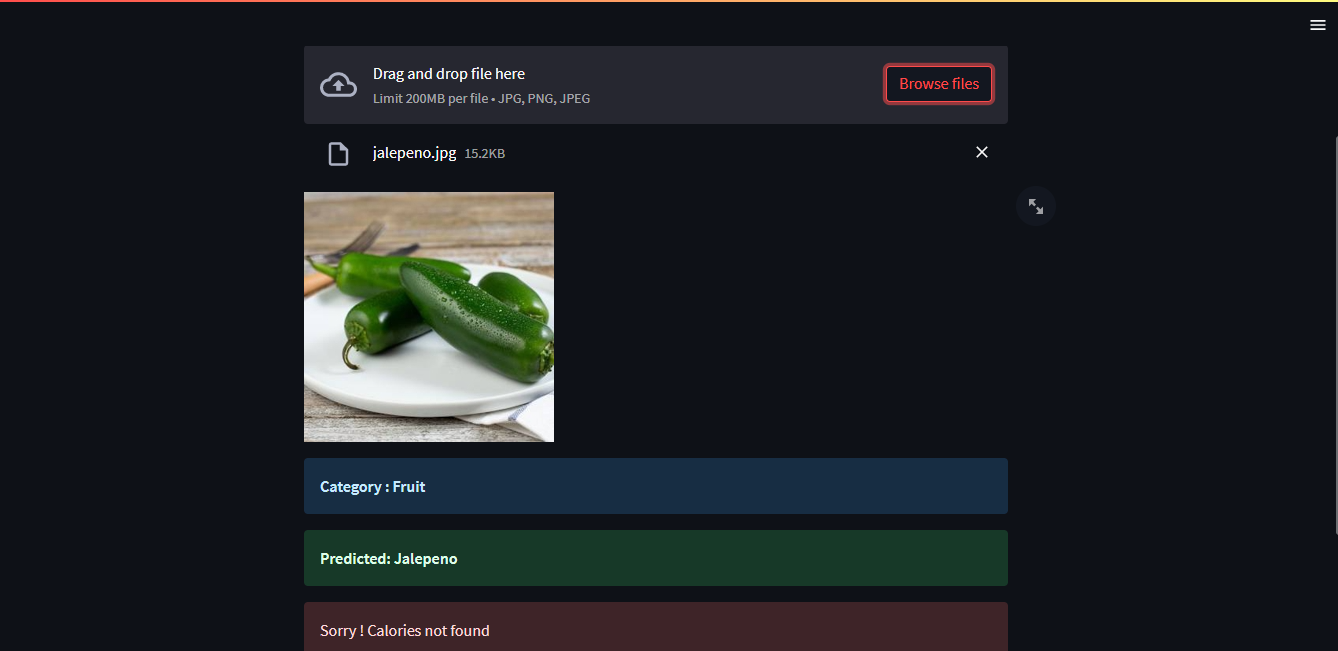 Drag and drop file here
Limit 200MB per file • JPG, PNG, JPEG
Browse files
jalepeno.jpg 15.2KB
Category : Fruit
Predicted: Jalepeno
Sorry ! Calories not found